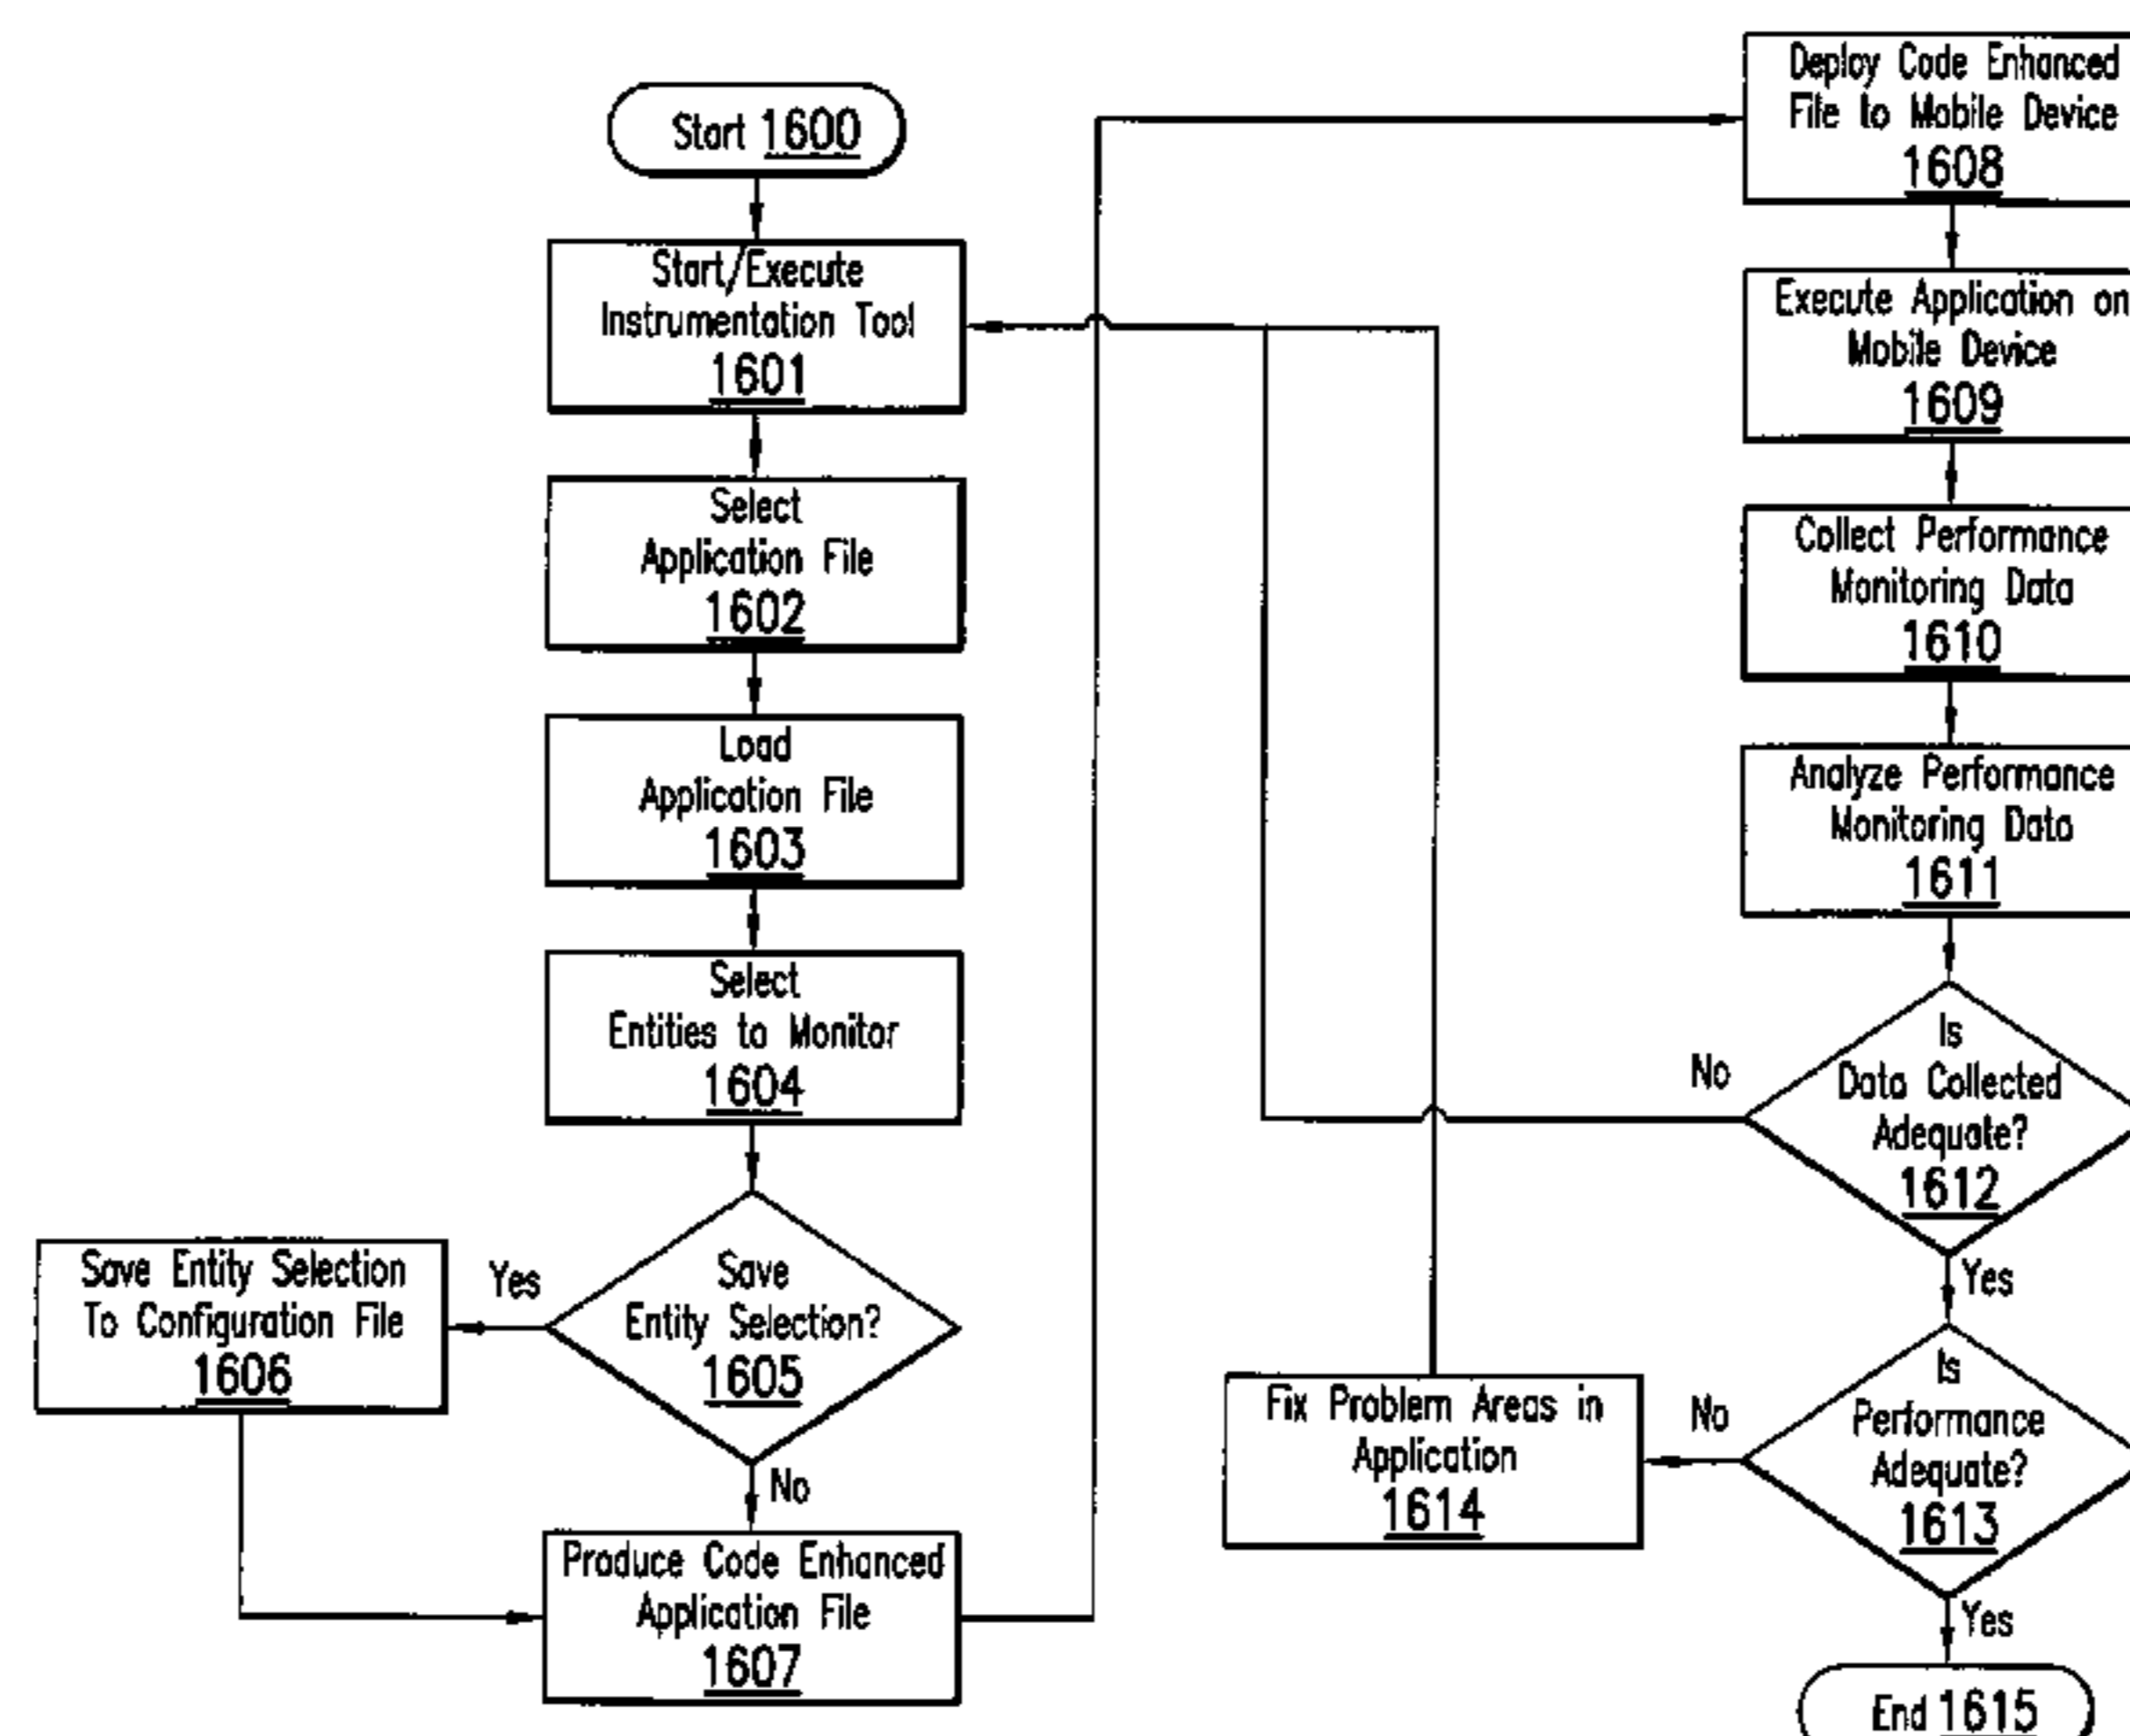 Start 1600
Start/Execute
Instrumentation Tool
1601
Select
Application File
1602
Load
Application File
1603
Select
Entities to Monitor
1604
Save
Entity Selection?
1605
Yes
Save Entity Selection
To Configuration File
1606
No
Produce Code Enhanced
Application File
1607
Deploy Code Enhanced
File to Mobile Device
1608
Execute Application on
Mobile Device
1609
Collect Performance
Monitoring Data
1610
Analyze Performance
Monitoring Data
1611
Is
Data Collected
Adequate?
1612
No
Yes
Is
Performance
Adequate?
1613
No
Fix Problem Areas in
Application
1614
Yes
End 1615